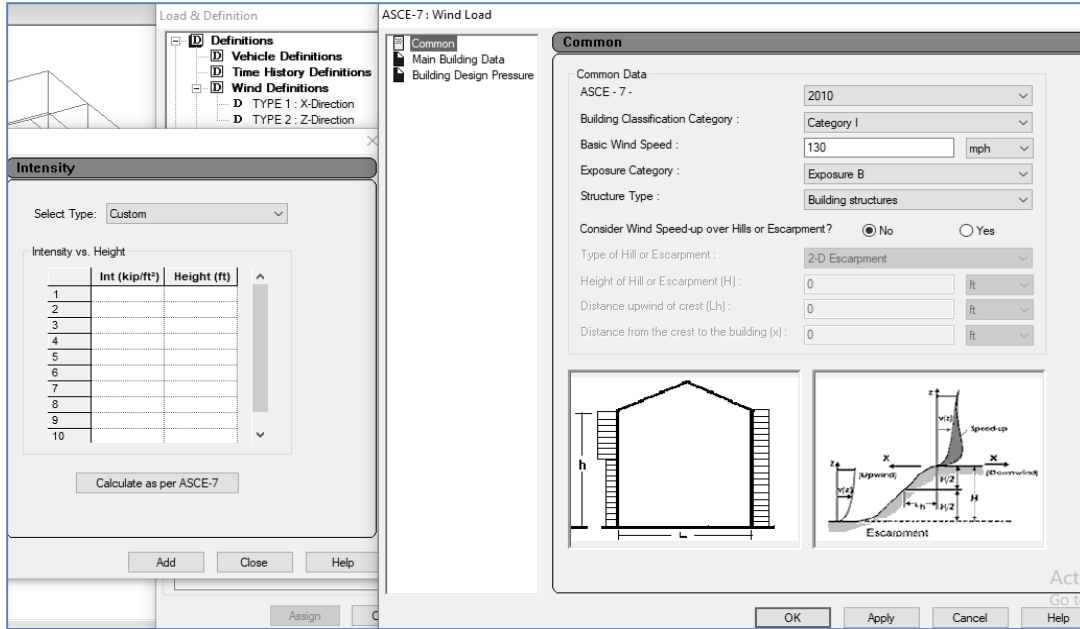 Load & Definition
Definitions
Vehicle Definitions
Time History Definitions
Wind Definitions
TYPE 1 : X-Direction
TYPE 2 : Z-Direction
Intensity
Select Type: Custom
Intensity vs. Height
Int (kip/ft²) Height (ft)
1
2
3
4
5
6
7
8
9
10
Calculate as per ASCE-7
Add Close Help
Assign C
ASCE-7 : Wind Load
Common
Main Building Data
Building Design Pressure
Common
Common Data
ASCE - 7 - 2010
Building Classification Category : Category I
Basic Wind Speed : 130 mph
Exposure Category : Exposure B
Structure Type : Building structures
Consider Wind Speed-up over Hills or Escarpment? No Yes
Type of Hill or Escarpment : 2-D Escarpment
Height of Hill or Escarpment (H) : 0 ft
Distance upwind of crest (Lh) : 0 ft
Distance from the crest to the building (x) : 0 ft
h
L
z
v(z)
Speed-up
z x x
(Upwind) (Downwind)
v(z) H/2
H
Lh H/2
Escarpment
Act
Go t
OK Apply Cancel Help